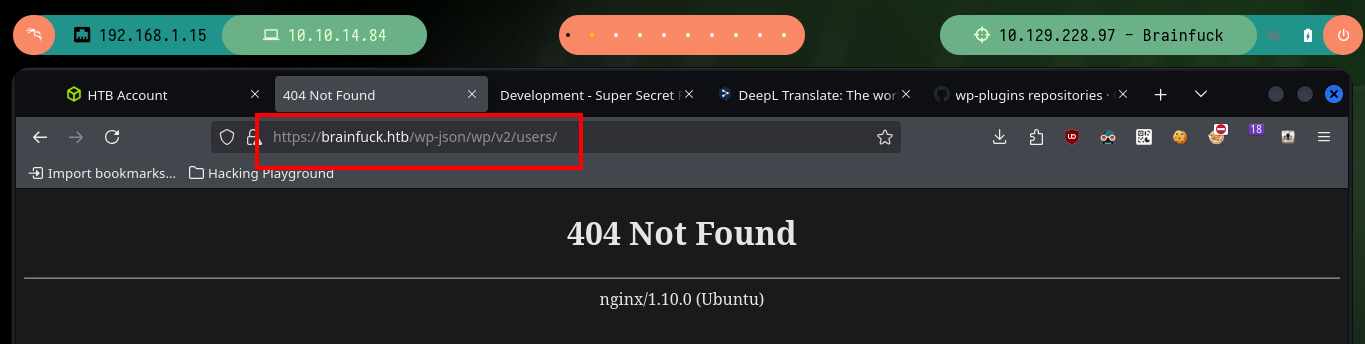 192.168.1.15 10.10.14.84 10.129.228.97 - Brainfuck
HTB Account 404 Not Found Development - Super Secret DeepL Translate: The wor wp-plugins repositories ·
https://brainfuck.htb/wp-json/wp/v2/users/ 18
Import bookmarks... Hacking Playground
404 Not Found
nginx/1.10.0 (Ubuntu)